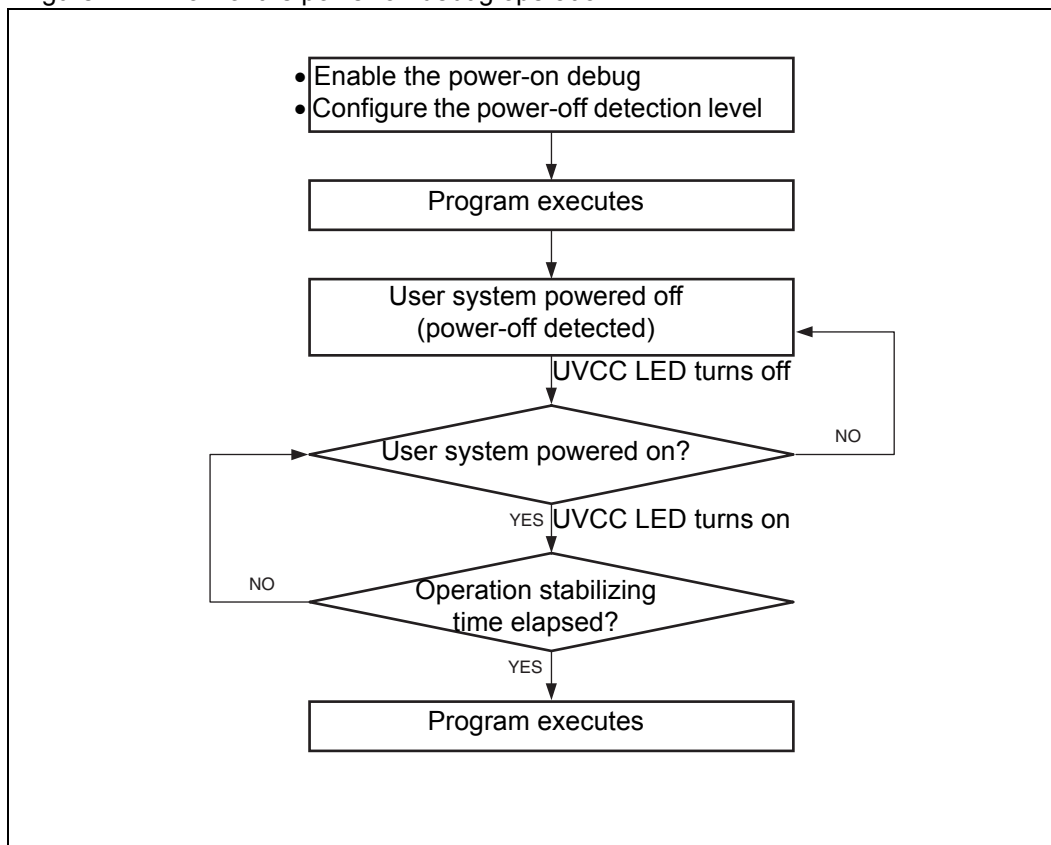 • Enable the power-on debug
• Configure the power-off detection level
Program executes
User system powered off
(power-off detected)
UVCC LED turns off
User system powered on?
NO
YES
UVCC LED turns on
Operation stabilizing
time elapsed?
NO
YES
Program executes